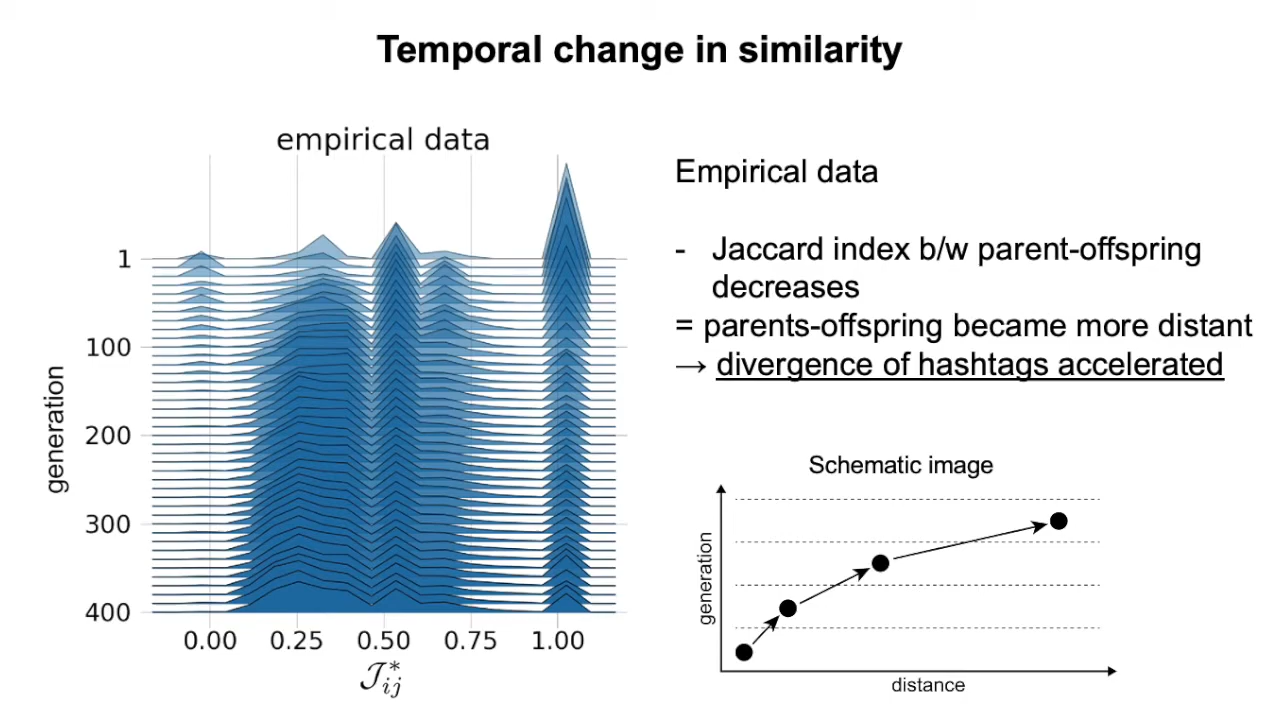 Temporal change in similarity
empirical data
1
100
200
300
400
generation
0.00 0.25 0.50 0.75 1.00
𝒥*ij
Empirical data
- Jaccard index b/w parent-offspring
decreases
= parents-offspring became more distant
→ divergence of hashtags accelerated
Schematic image
generation
distance